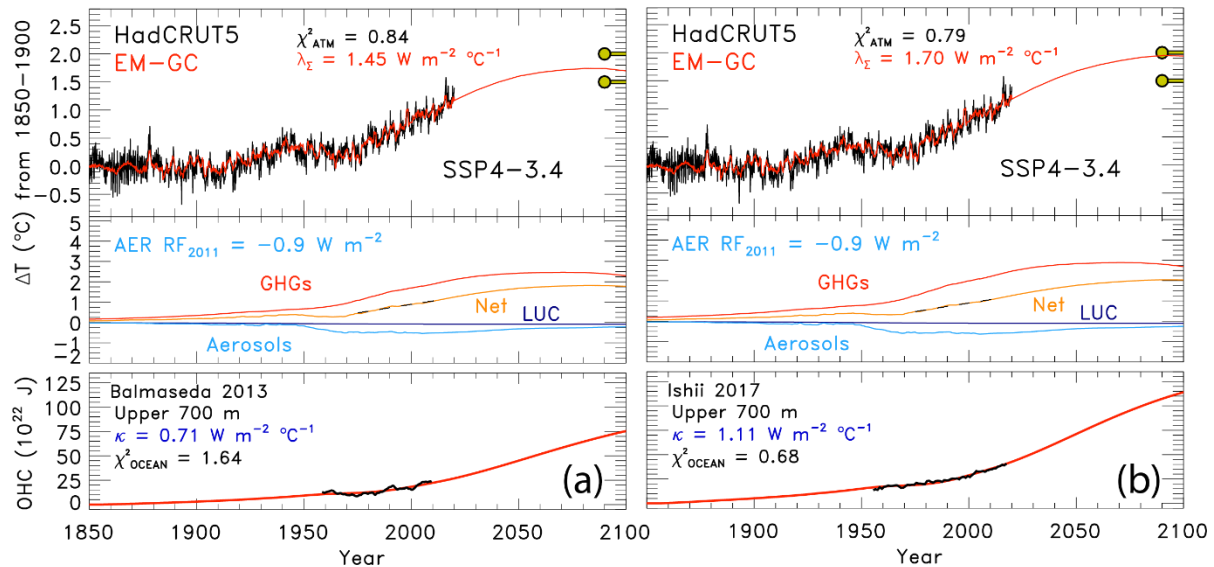 ΔT (°C) from 1850−1900
2.5
2.0
1.5
1.0
0.5
0.0
−0.5
HadCRUT5
EM−GC
χ²ATM = 0.84
λΣ = 1.45 W m⁻² °C⁻¹
SSP4−3.4
5
4
3
2
1
0
−1
−2
AER RF₂₀₁₁ = −0.9 W m⁻²
GHGs
Net
LUC
Aerosols
OHC (10²² J)
125
100
75
50
25
0
Balmaseda 2013
Upper 700 m
κ = 0.71 W m⁻² °C⁻¹
χ²OCEAN = 1.64
(a)
1850 1900 1950 2000 2050 2100
Year
HadCRUT5
EM−GC
χ²ATM = 0.79
λΣ = 1.70 W m⁻² °C⁻¹
SSP4−3.4
AER RF₂₀₁₁ = −0.9 W m⁻²
GHGs
Net
LUC
Aerosols
Ishii 2017
Upper 700 m
κ = 1.11 W m⁻² °C⁻¹
χ²OCEAN = 0.68
(b)
1900 1950 2000 2050 2100
Year